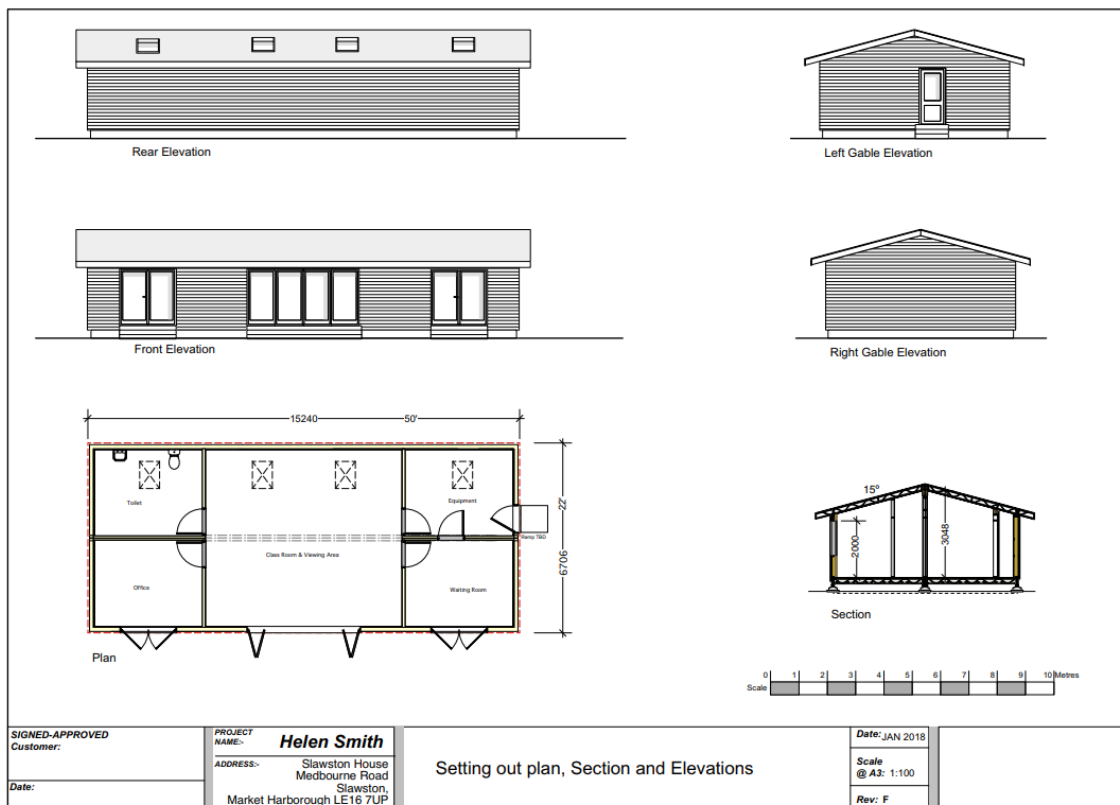 Rear Elevation
Left Gable Elevation
Front Elevation
Right Gable Elevation
15240 50'
Toilet
Equipment
22'
6706
Ramp TBD
Class Room & Viewing Area
Office
Waiting Room
Plan
15º
2000
3048
Section
0 1 2 3 4 5 6 7 8 9 10 Metres
Scale
SIGNED-APPROVED
Customer:
Date:
PROJECT
NAME:- Helen Smith
ADDRESS:- Slawston House
Medbourne Road
Slawston,
Market Harborough LE16 7UP
Setting out plan, Section and Elevations
Date: JAN 2018
Scale
@ A3: 1:100
Rev: F